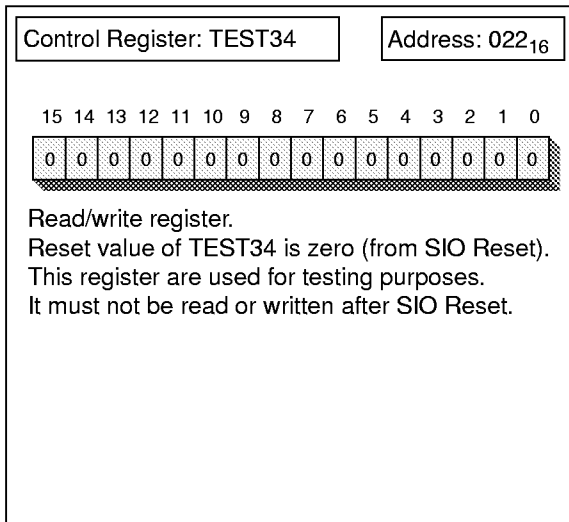 Control Register: TEST34
Address: 022₁₆
15 14 13 12 11 10 9 8 7 6 5 4 3 2 1 0
0 0 0 0 0 0 0 0 0 0 0 0 0 0 0 0
Read/write register.
Reset value of TEST34 is zero (from SIO Reset).
This register are used for testing purposes.
It must not be read or written after SIO Reset.